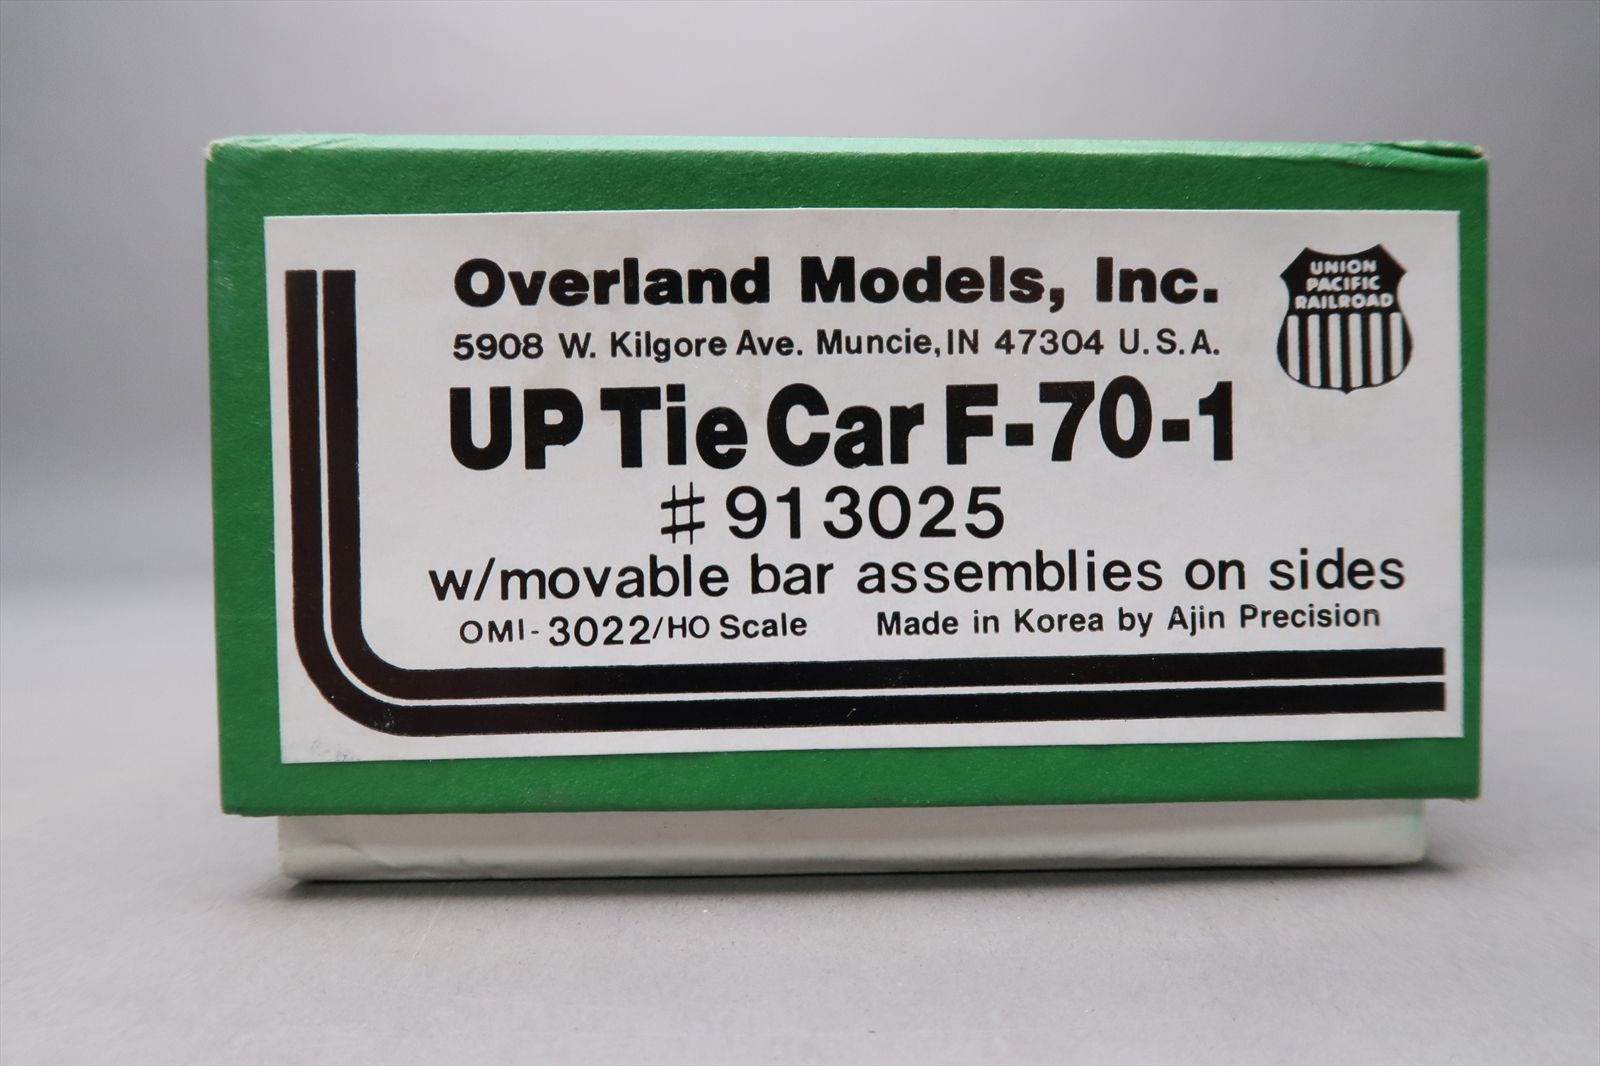 Overland Models, Inc.
5908 W. Kilgore Ave. Muncie, IN 47304 U.S.A.
UNION
PACIFIC
RAILROAD
UP Tie Car F-70-1
#913025
w/movable bar assemblies on sides
OMI-3022/HO Scale Made in Korea by Ajin Precision